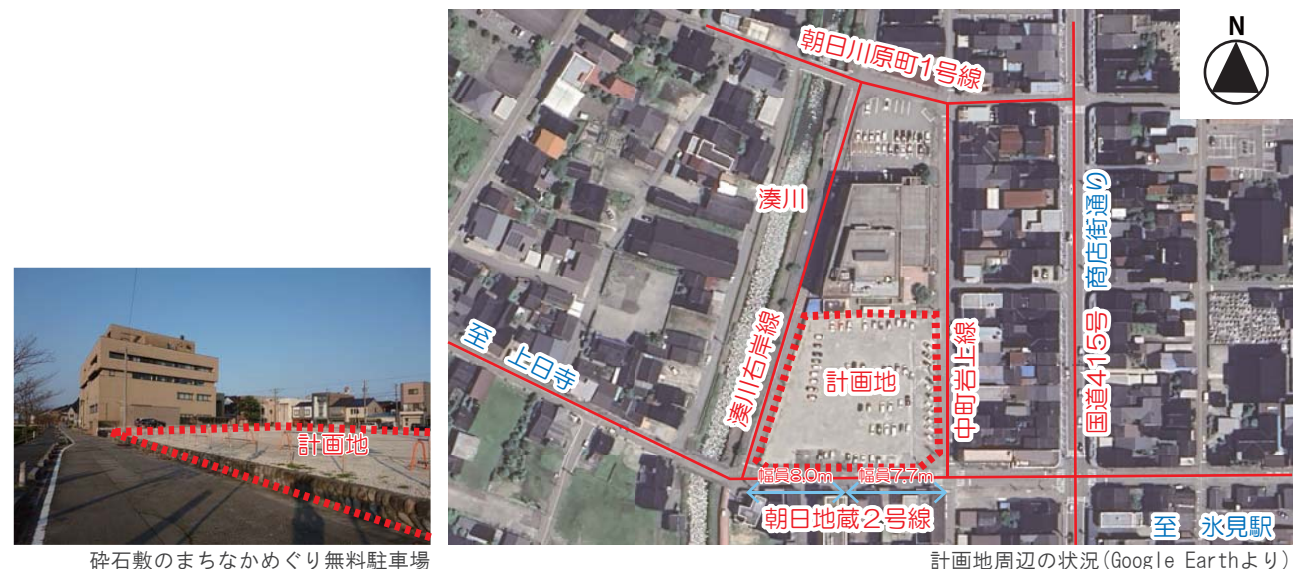 N
朝日川原町1号線
湊川
商店街通り
国道415号
至 上日寺
湊川右岸線
計画地
中町岩上線
計画地
幅員8.0m
幅員7.7m
朝日地蔵2号線
至 氷見駅
砕石敷のまちなかめぐり無料駐車場
計画地周辺の状況(Google Earthより)